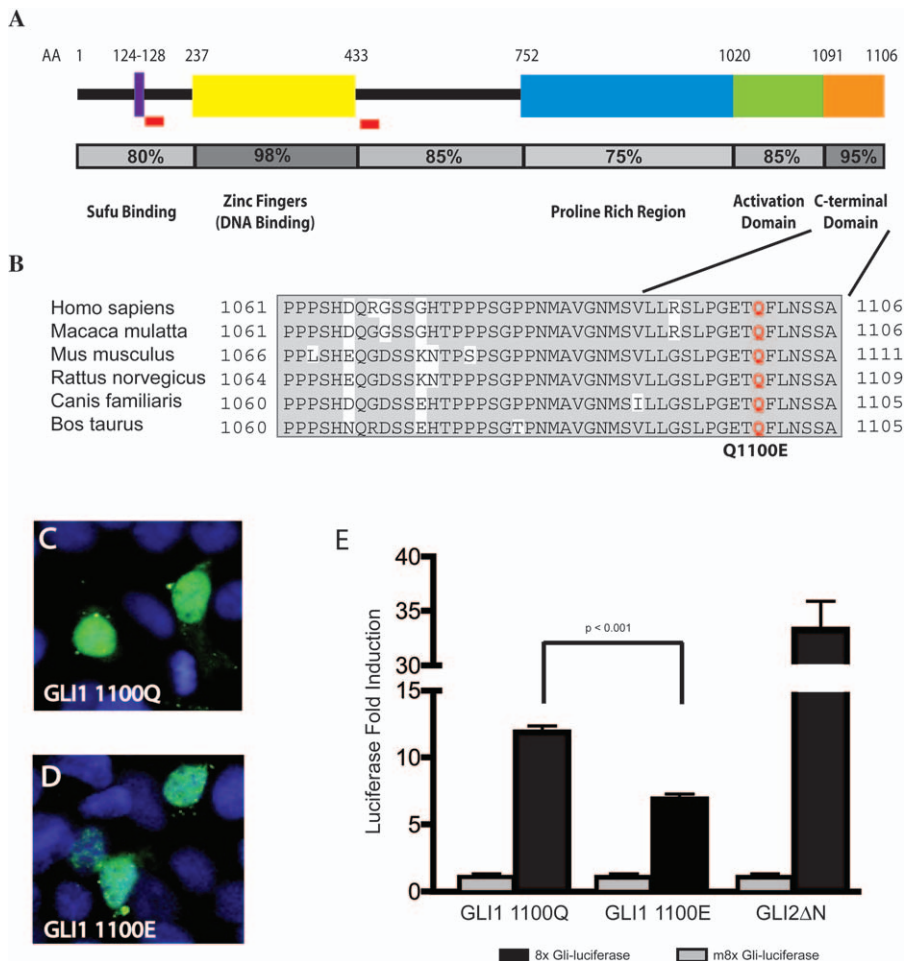 A
AA 1 124-128 237 433 752 1020 1091 1106
80% 98% 85% 75% 85% 95%
Sufu Binding Zinc Fingers Proline Rich Region Activation C-terminal
(DNA Binding) Domain Domain
B
Homo sapiens 1061 PPPSHDQRGSSGHTPPPSGPPNMAVGNMSVLLRSLPGETQFLNSSA 1106
Macaca mulatta 1061 PPPSHDQGGSSGHTPPPSGPPNMAVGNMSVLLRSLPGETQFLNSSA 1106
Mus musculus 1066 PPLSHEQGDSSKNTPSPSGPPNMAVGNMSVLLGSLPGETQFLNSSA 1111
Rattus norvegicus 1064 PPPSHEQGDSSKNTPPPSGPPNMAVGNMSVLLGSLPGETQFLNSSA 1109
Canis familiaris 1060 PPPSHDQGDSSEHTPPPSGPPNMAVGNMSILLGSLPGETQFLNSSA 1105
Bos taurus 1060 PPPSHNQRDSSEHTPPPSGTPNMAVGNMSVLLGSLPGETQFLNSSA 1105
Q1100E
C
GLI1 1100Q
D
GLI1 1100E
E
Luciferase Fold Induction
40
35
30
15
10
5
0
p < 0.001
GLI1 1100Q GLI1 1100E GLI2ΔN
8x Gli-luciferase m8x Gli-luciferase